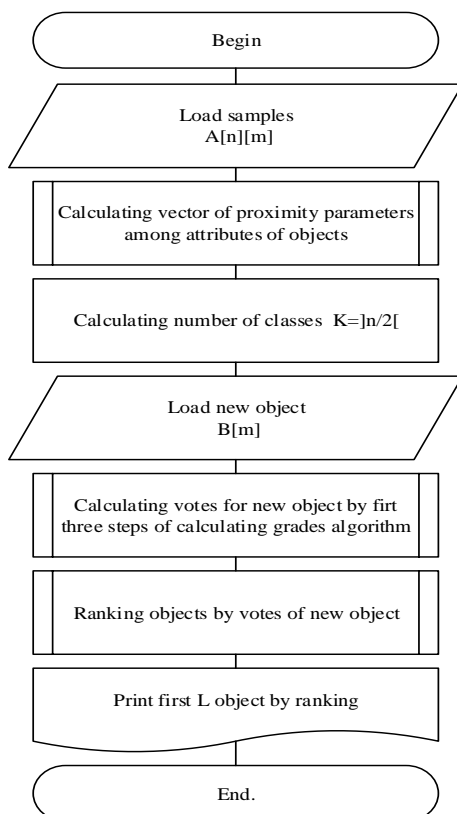 Begin
Load samples
A[n][m]
Calculating vector of proximity parameters
among attributes of objects
Calculating number of classes K=]n/2[
Load new object
B[m]
Calculating votes for new object by firt
three steps of calculating grades algorithm
Ranking objects by votes of new object
Print first L object by ranking
End.